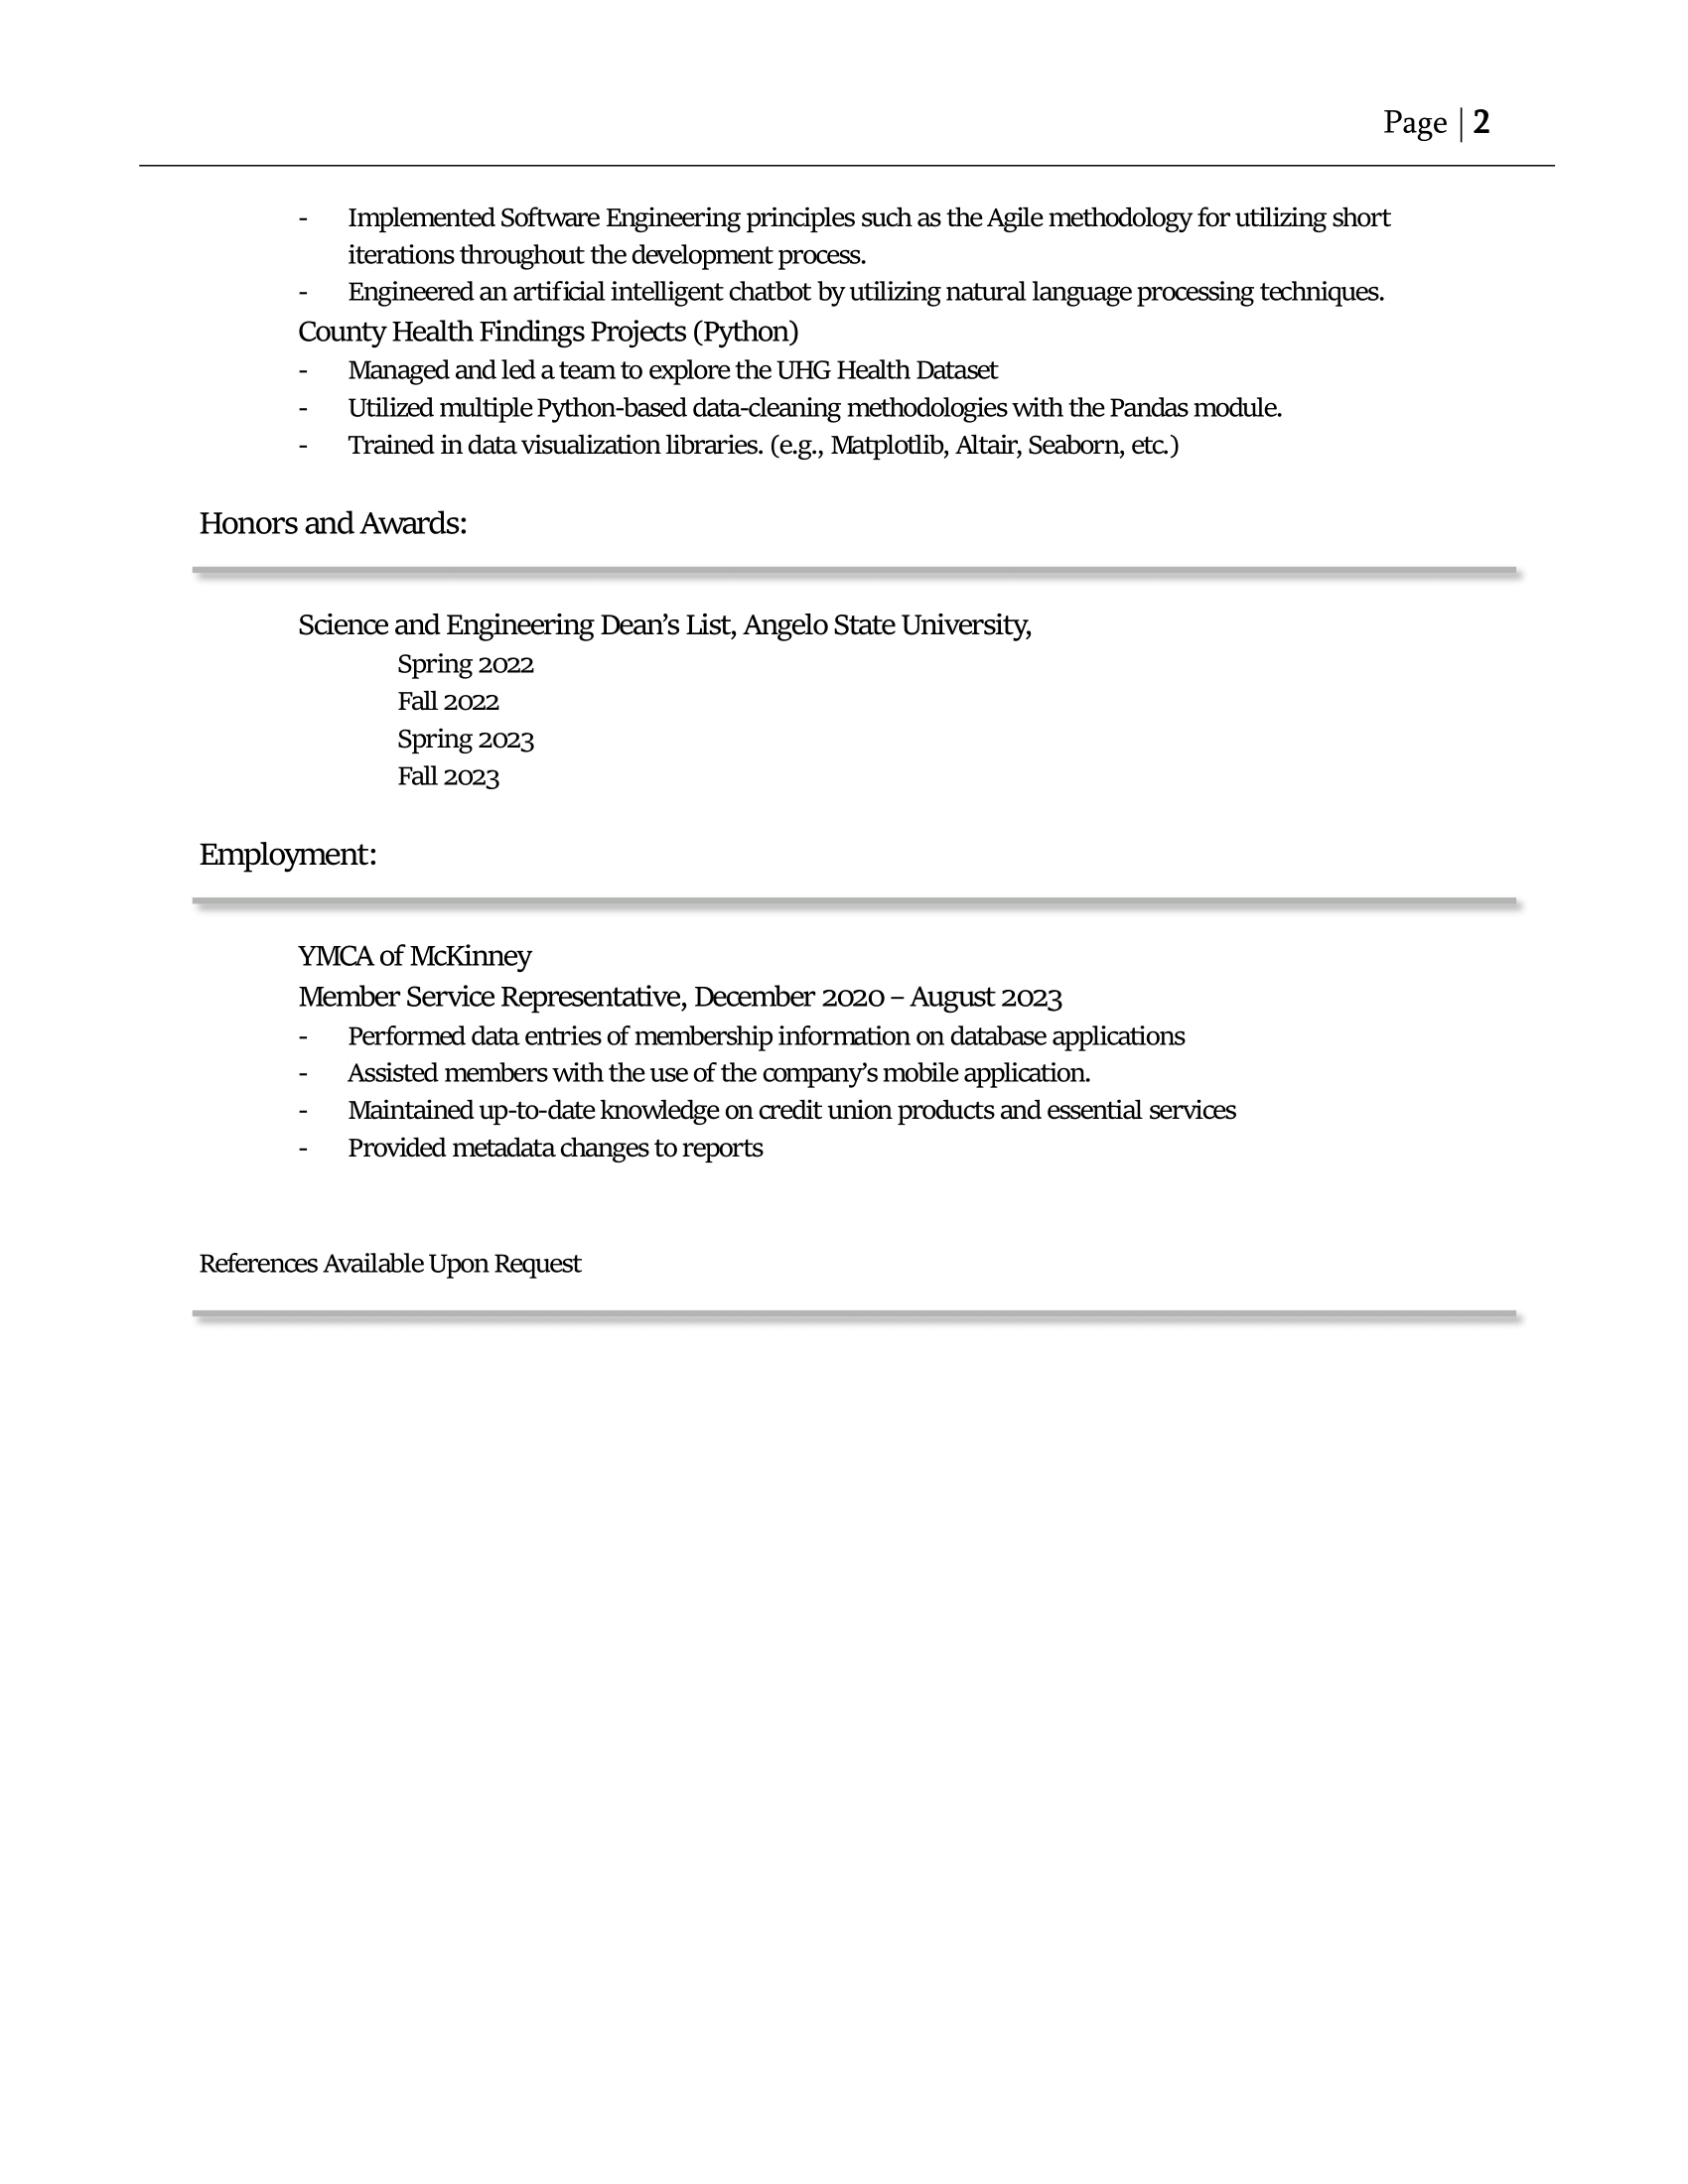 Page | 2
- Implemented Software Engineering principles such as the Agile methodology for utilizing short
iterations throughout the development process.
- Engineered an artificial intelligent chatbot by utilizing natural language processing techniques.
County Health Findings Projects (Python)
- Managed and led a team to explore the UHG Health Dataset
- Utilized multiple Python-based data-cleaning methodologies with the Pandas module.
- Trained in data visualization libraries. (e.g., Matplotlib, Altair, Seaborn, etc.)
Honors and Awards:
Science and Engineering Dean’s List, Angelo State University,
Spring 2022
Fall 2022
Spring 2023
Fall 2023
Employment:
YMCA of McKinney
Member Service Representative, December 2020 – August 2023
- Performed data entries of membership information on database applications
- Assisted members with the use of the company’s mobile application.
- Maintained up-to-date knowledge on credit union products and essential services
- Provided metadata changes to reports
References Available Upon Request